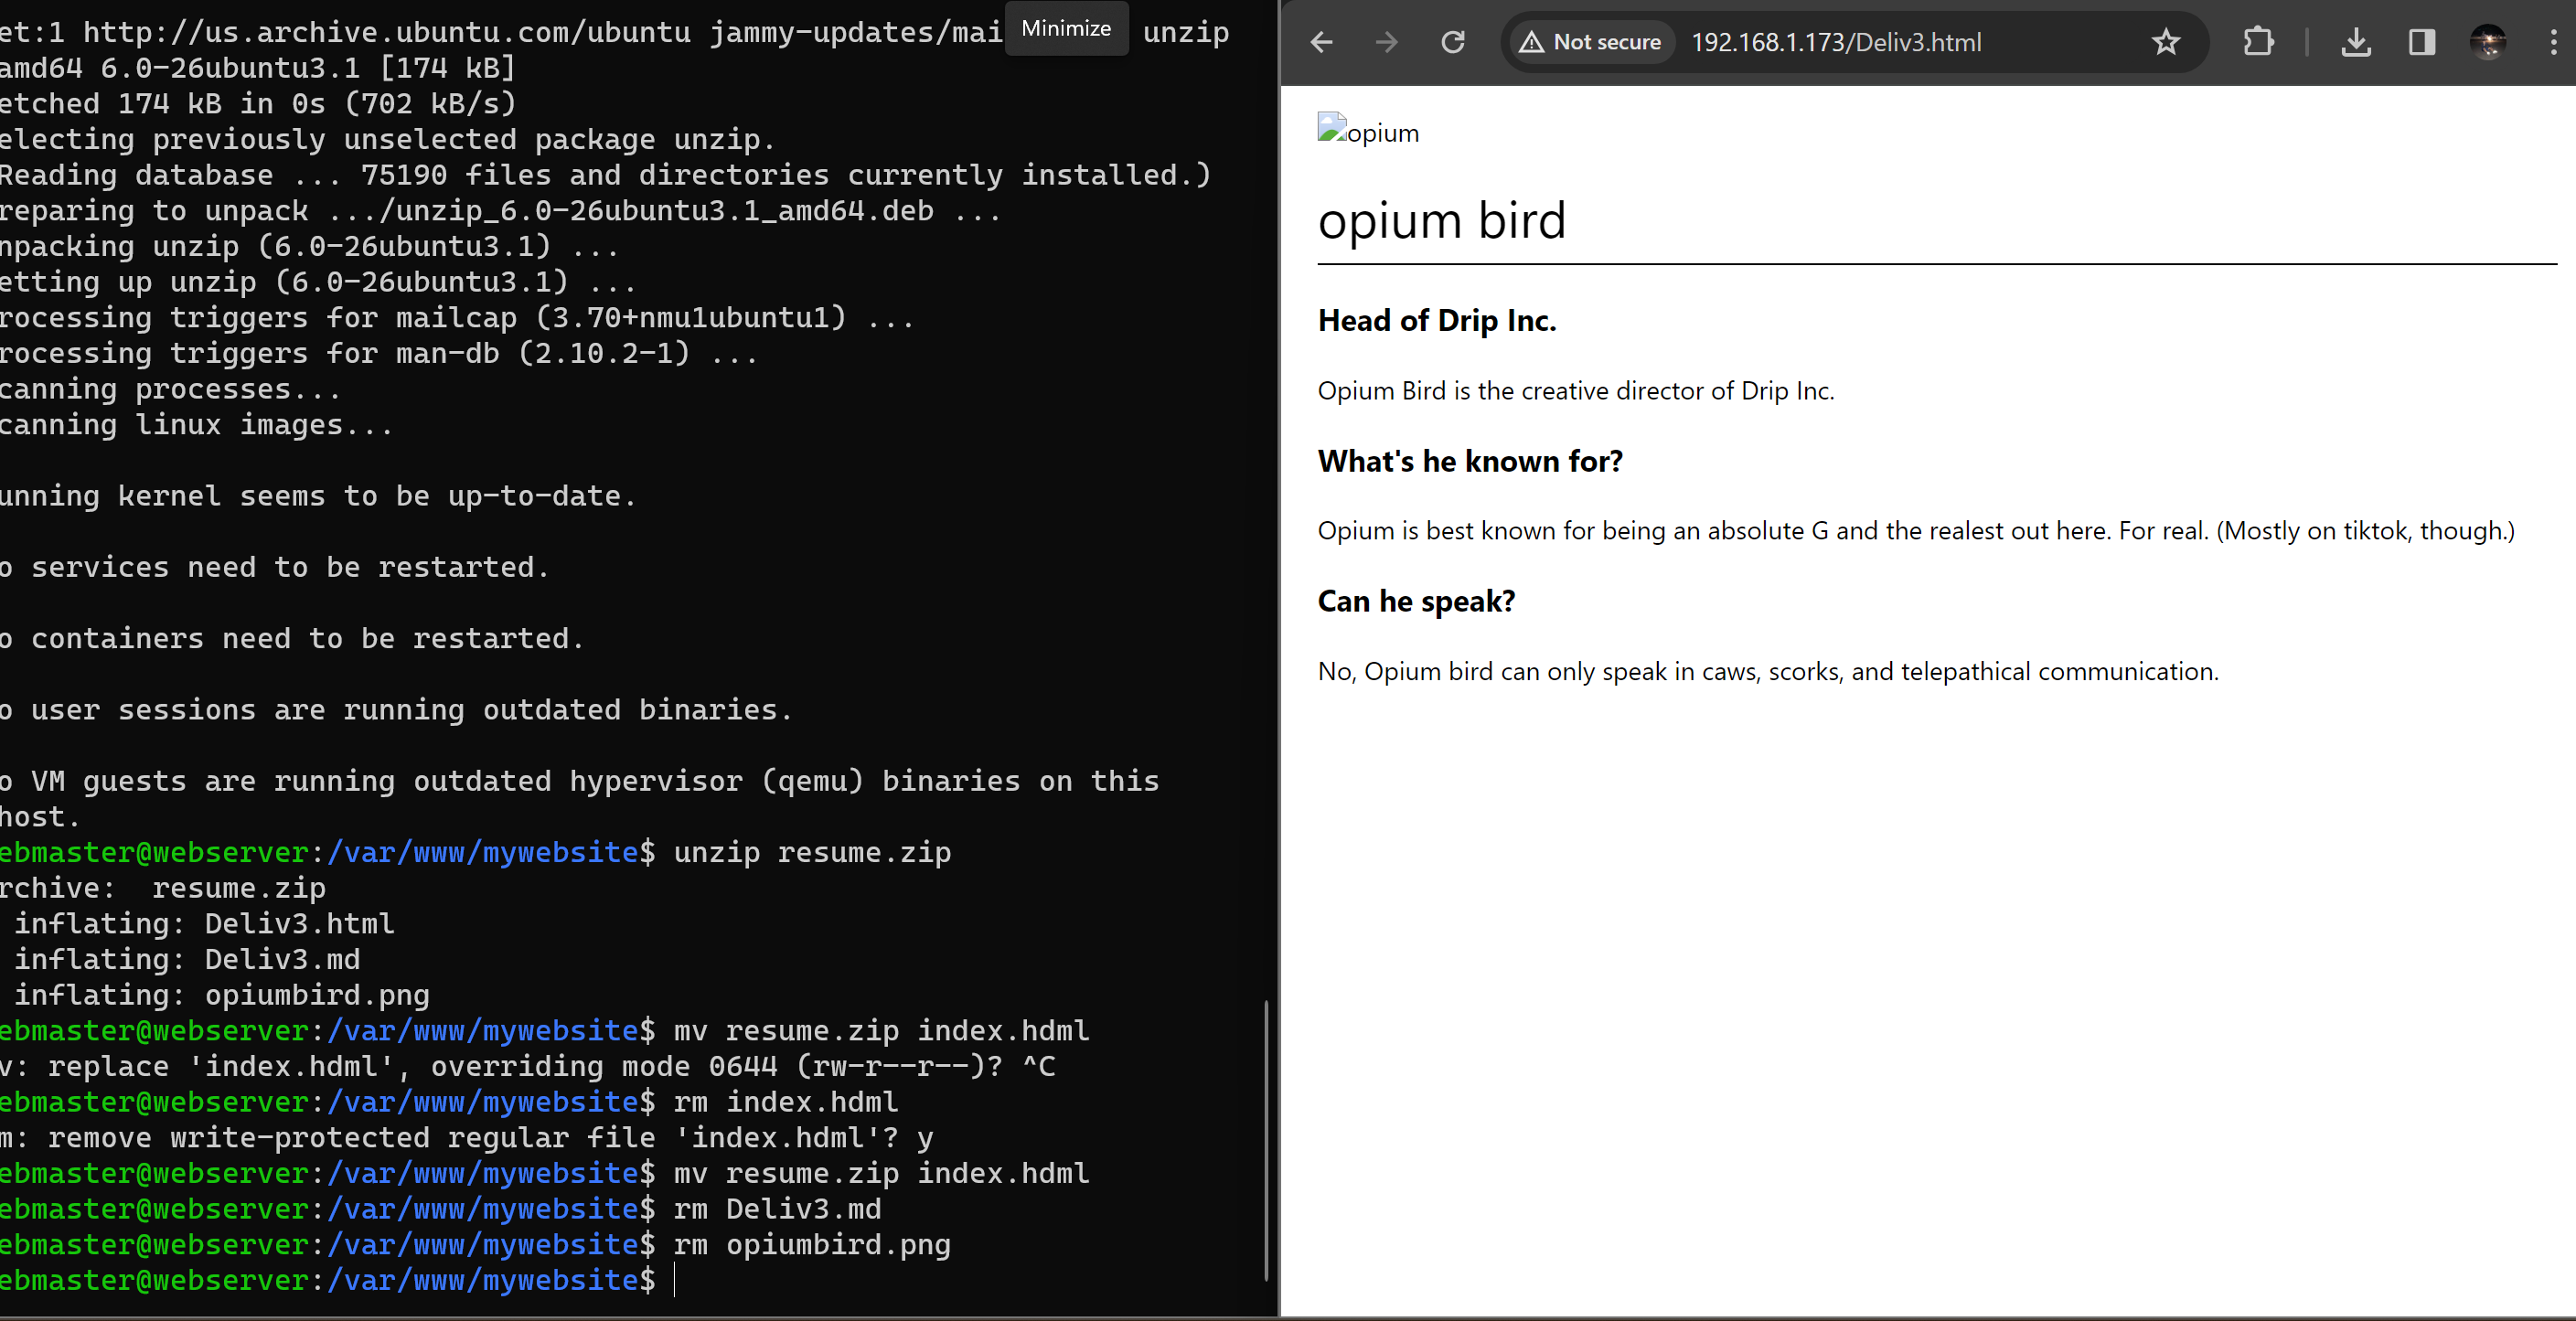 et:1 http://us.archive.ubuntu.com/ubuntu jammy-updates/mai unzip
Minimize
amd64 6.0-26ubuntu3.1 [174 kB]
etched 174 kB in 0s (702 kB/s)
electing previously unselected package unzip.
Reading database ... 75190 files and directories currently installed.)
reparing to unpack .../unzip_6.0-26ubuntu3.1_amd64.deb ...
npacking unzip (6.0-26ubuntu3.1) ...
etting up unzip (6.0-26ubuntu3.1) ...
rocessing triggers for mailcap (3.70+nmu1ubuntu1) ...
rocessing triggers for man-db (2.10.2-1) ...
canning processes...
canning linux images...
unning kernel seems to be up-to-date.
o services need to be restarted.
o containers need to be restarted.
o user sessions are running outdated binaries.
o VM guests are running outdated hypervisor (qemu) binaries on this
host.
ebmaster@webserver:/var/www/mywebsite$ unzip resume.zip
rchive:  resume.zip
inflating: Deliv3.html
inflating: Deliv3.md
inflating: opiumbird.png
ebmaster@webserver:/var/www/mywebsite$ mv resume.zip index.hdml
v: replace 'index.hdml', overriding mode 0644 (rw-r--r--)? ^C
ebmaster@webserver:/var/www/mywebsite$ rm index.hdml
m: remove write-protected regular file 'index.hdml'? y
ebmaster@webserver:/var/www/mywebsite$ mv resume.zip index.hdml
ebmaster@webserver:/var/www/mywebsite$ rm Deliv3.md
ebmaster@webserver:/var/www/mywebsite$ rm opiumbird.png
ebmaster@webserver:/var/www/mywebsite$
Not secure 192.168.1.173/Deliv3.html
opium
opium bird
Head of Drip Inc.
Opium Bird is the creative director of Drip Inc.
What's he known for?
Opium is best known for being an absolute G and the realest out here. For real. (Mostly on tiktok, though.)
Can he speak?
No, Opium bird can only speak in caws, scorks, and telepathical communication.